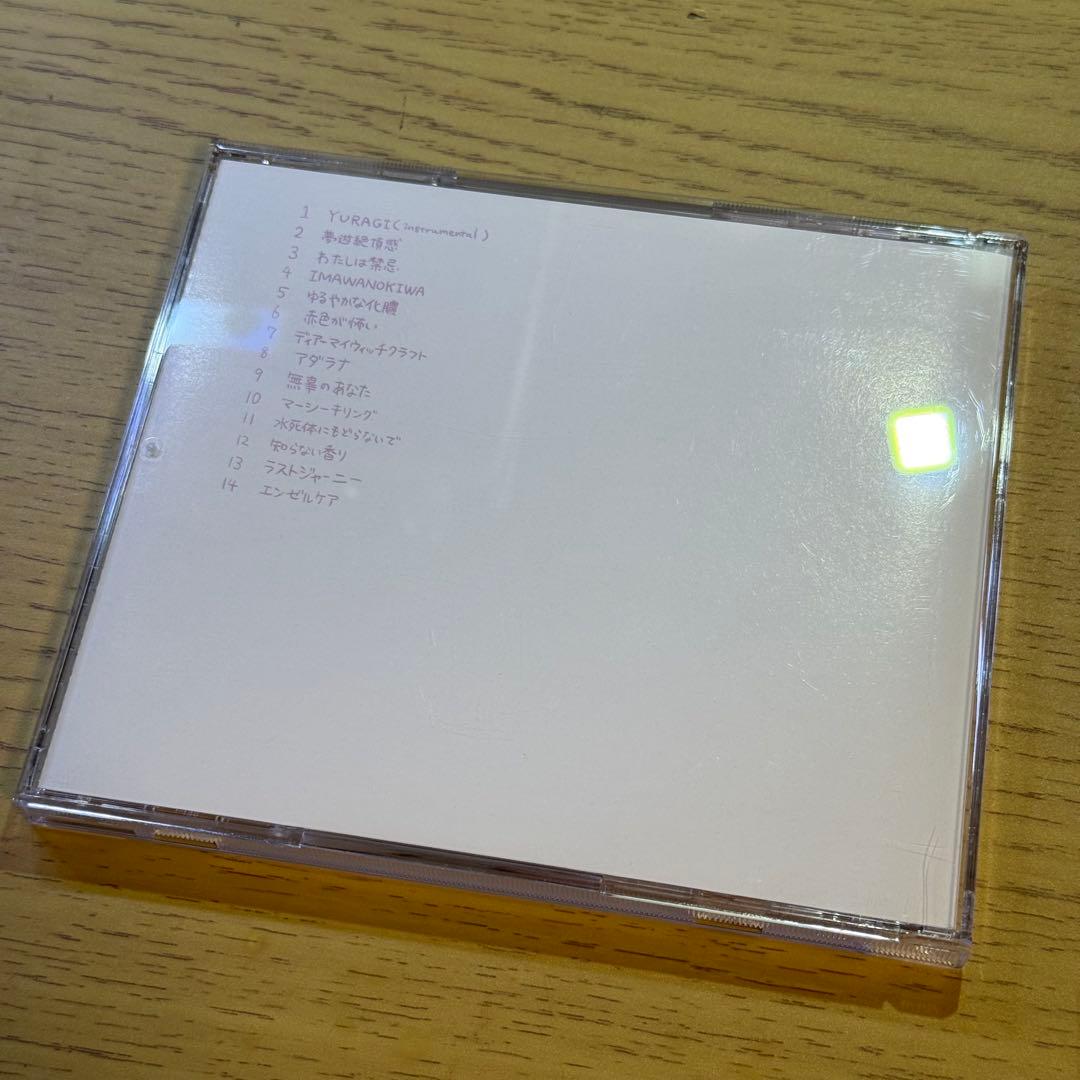 1 YURAGI(instrumental)
2 夢遊絶頂感
3 わたしは禁忌
4 IMAWANOKIWA
5 ゆるやかな化膿
6 赤色が怖い
7 ディアーマイウィッチクラフト
8 アダラナ
9 無辜のあなた
10 マーシーキリング
11 水死体にもどらないで
12 知らない香り
13 ラストジャーニー
14 エンゼルケア